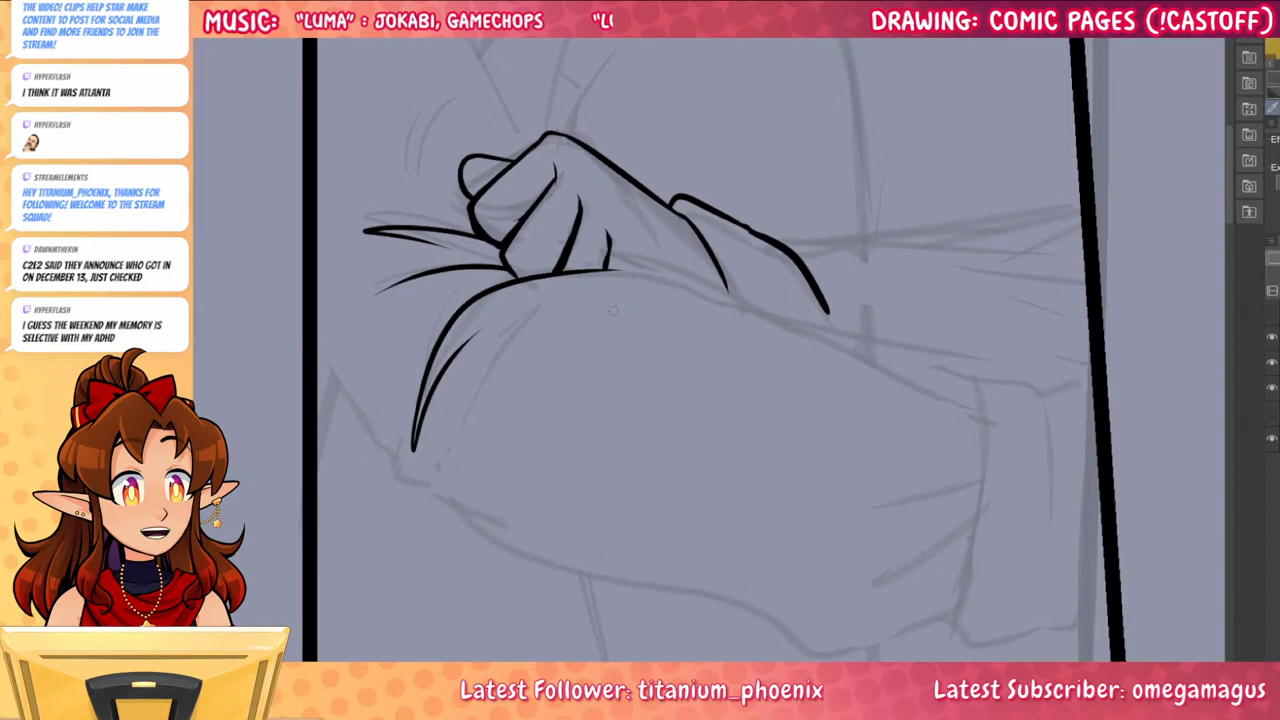 THE VIDEO! CLIPS HELP STAR MAKE
CONTENT TO POST FOR SOCIAL MEDIA
AND FIND MORE FRIENDS TO JOIN THE
STREAM!
HYPERFLASH
I THINK IT WAS ATLANTA
HYPERFLASH
STREAMELEMENTS
HEY TITANIUM_PHOENIX, THANKS FOR
FOLLOWING! WELCOME TO THE STREAM
SQUAD!
DAWNMTHERIN
C2E2 SAID THEY ANNOUNCE WHO GOT IN
ON DECEMBER 13, JUST CHECKED
HYPERFLASH
I GUESS THE WEEKEND MY MEMORY IS
SELECTIVE WITH MY ADHD
MUSIC: "LUMA" : JOKABI, GAMECHOPS "LU
DRAWING: COMIC PAGES (!CASTOFF)
Latest Follower: titanium_phoenix
Latest Subscriber: omegamagus